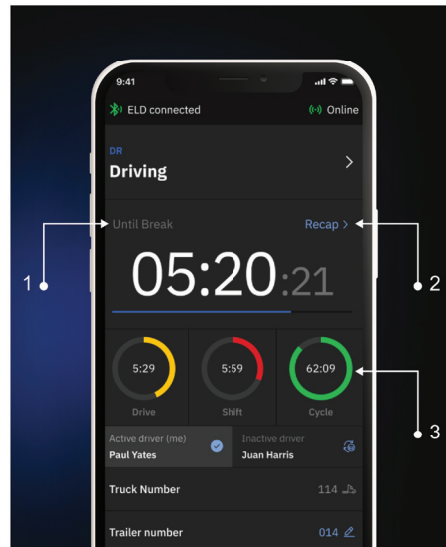 9:41
ELD connected
Online
DR
Driving
Until Break
Recap >
1
05:20:21
2
5:29
5:59
62:09
Drive
Shift
Cycle
3
Active driver (me)
Inactive driver
Paul Yates
Juan Harris
Truck Number
114
Trailer number
014